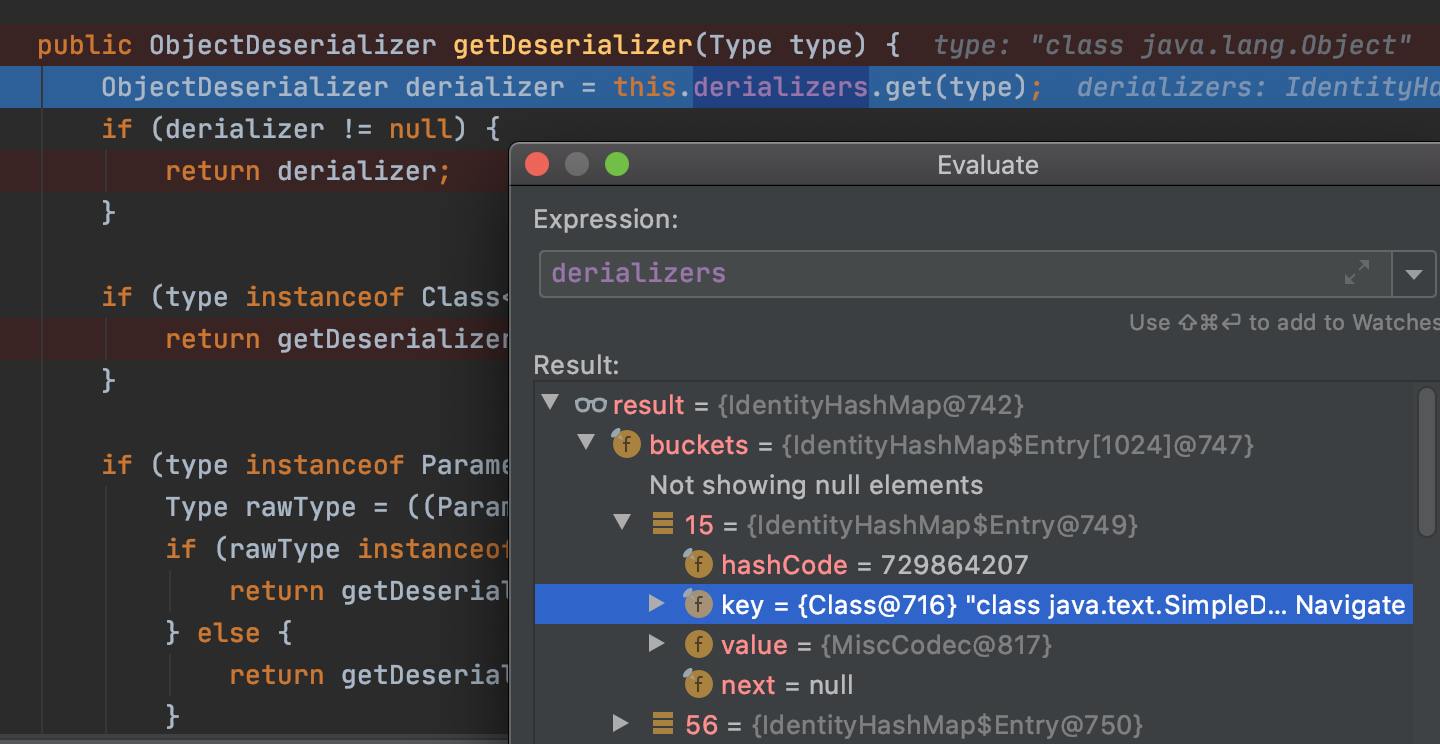 public ObjectDeserializer getDeserializer(Type type) {  type: "class java.lang.Object"
ObjectDeserializer derializer = this.derializers.get(type);  derializers: IdentityHa
if (derializer != null) {
return derializer;
}
if (type instanceof Class<
return getDeserializer
}
if (type instanceof Parame
Type rawType = ((Param
if (rawType instanceof
return getDeserial
} else {
return getDeserial
}
Evaluate
Expression:
derializers
Use ⇧⌘⏎ to add to Watches
Result:
result = {IdentityHashMap@742}
f buckets = {IdentityHashMap$Entry[1024]@747}
Not showing null elements
15 = {IdentityHashMap$Entry@749}
f hashCode = 729864207
f key = {Class@716} "class java.text.SimpleD... Navigate
f value = {MiscCodec@817}
f next = null
56 = {IdentityHashMap$Entry@750}